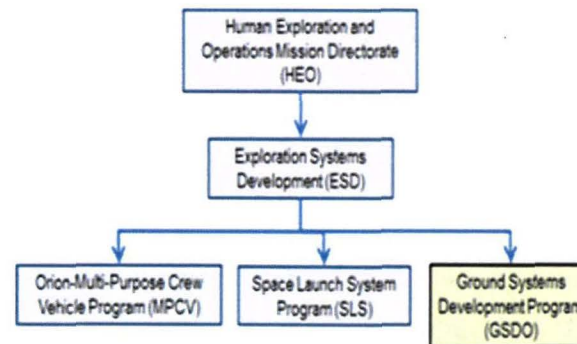 Human Exploration and
Operations Mission Directorate
(HEO)
Exploration Systems
Development (ESD)
Orion-Multi-Purpose Crew
Vehicle Program (MPCV)
Space Launch System
Program (SLS)
Ground Systems
Development Program
(GSDO)